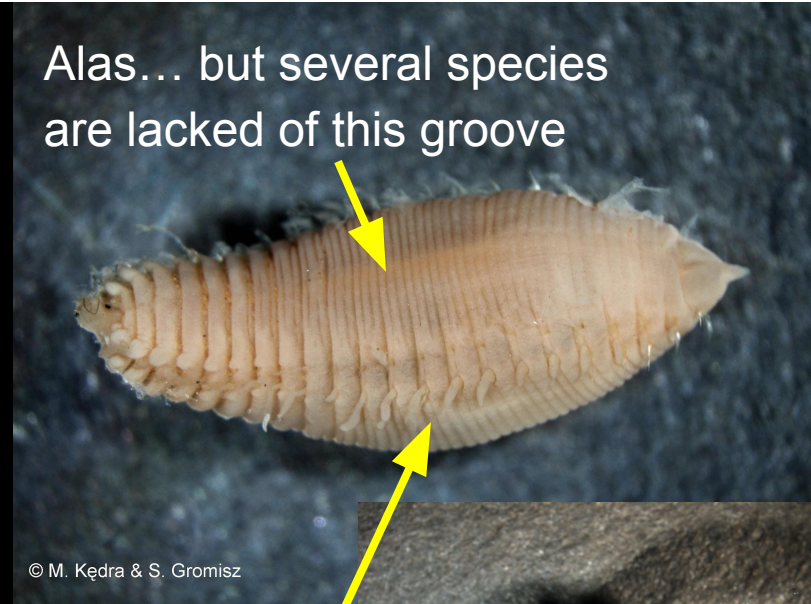 Alas… but several species
are lacked of this groove
© M. Kędra & S. Gromisz